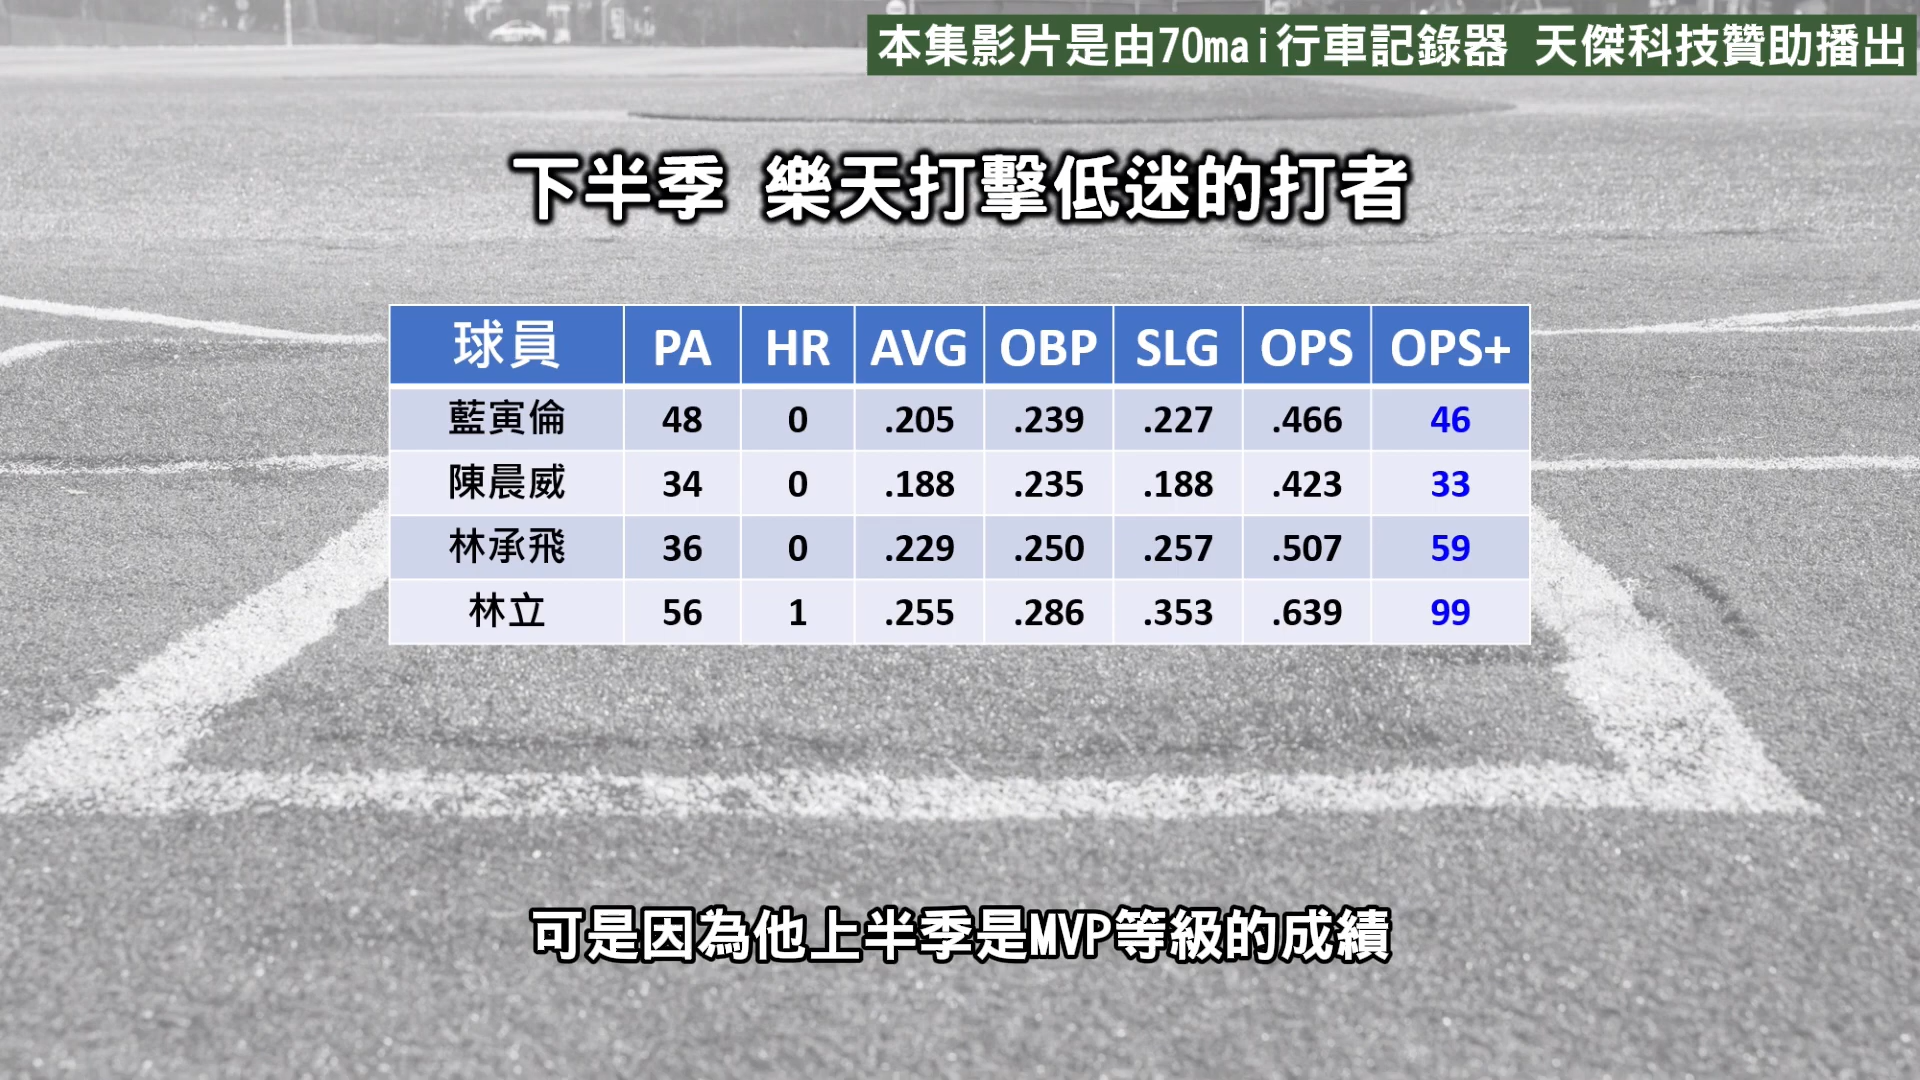 本集影片是由70mai行車記錄器 天傑科技贊助播出
下半季 樂天打擊低迷的打者
球員 PA HR AVG OBP SLG OPS OPS+
藍寅倫 48 0 .205 .239 .227 .466 46
陳晨威 34 0 .188 .235 .188 .423 33
林承飛 36 0 .229 .250 .257 .507 59
林立 56 1 .255 .286 .353 .639 99
可是因為他上半季是MVP等級的成績